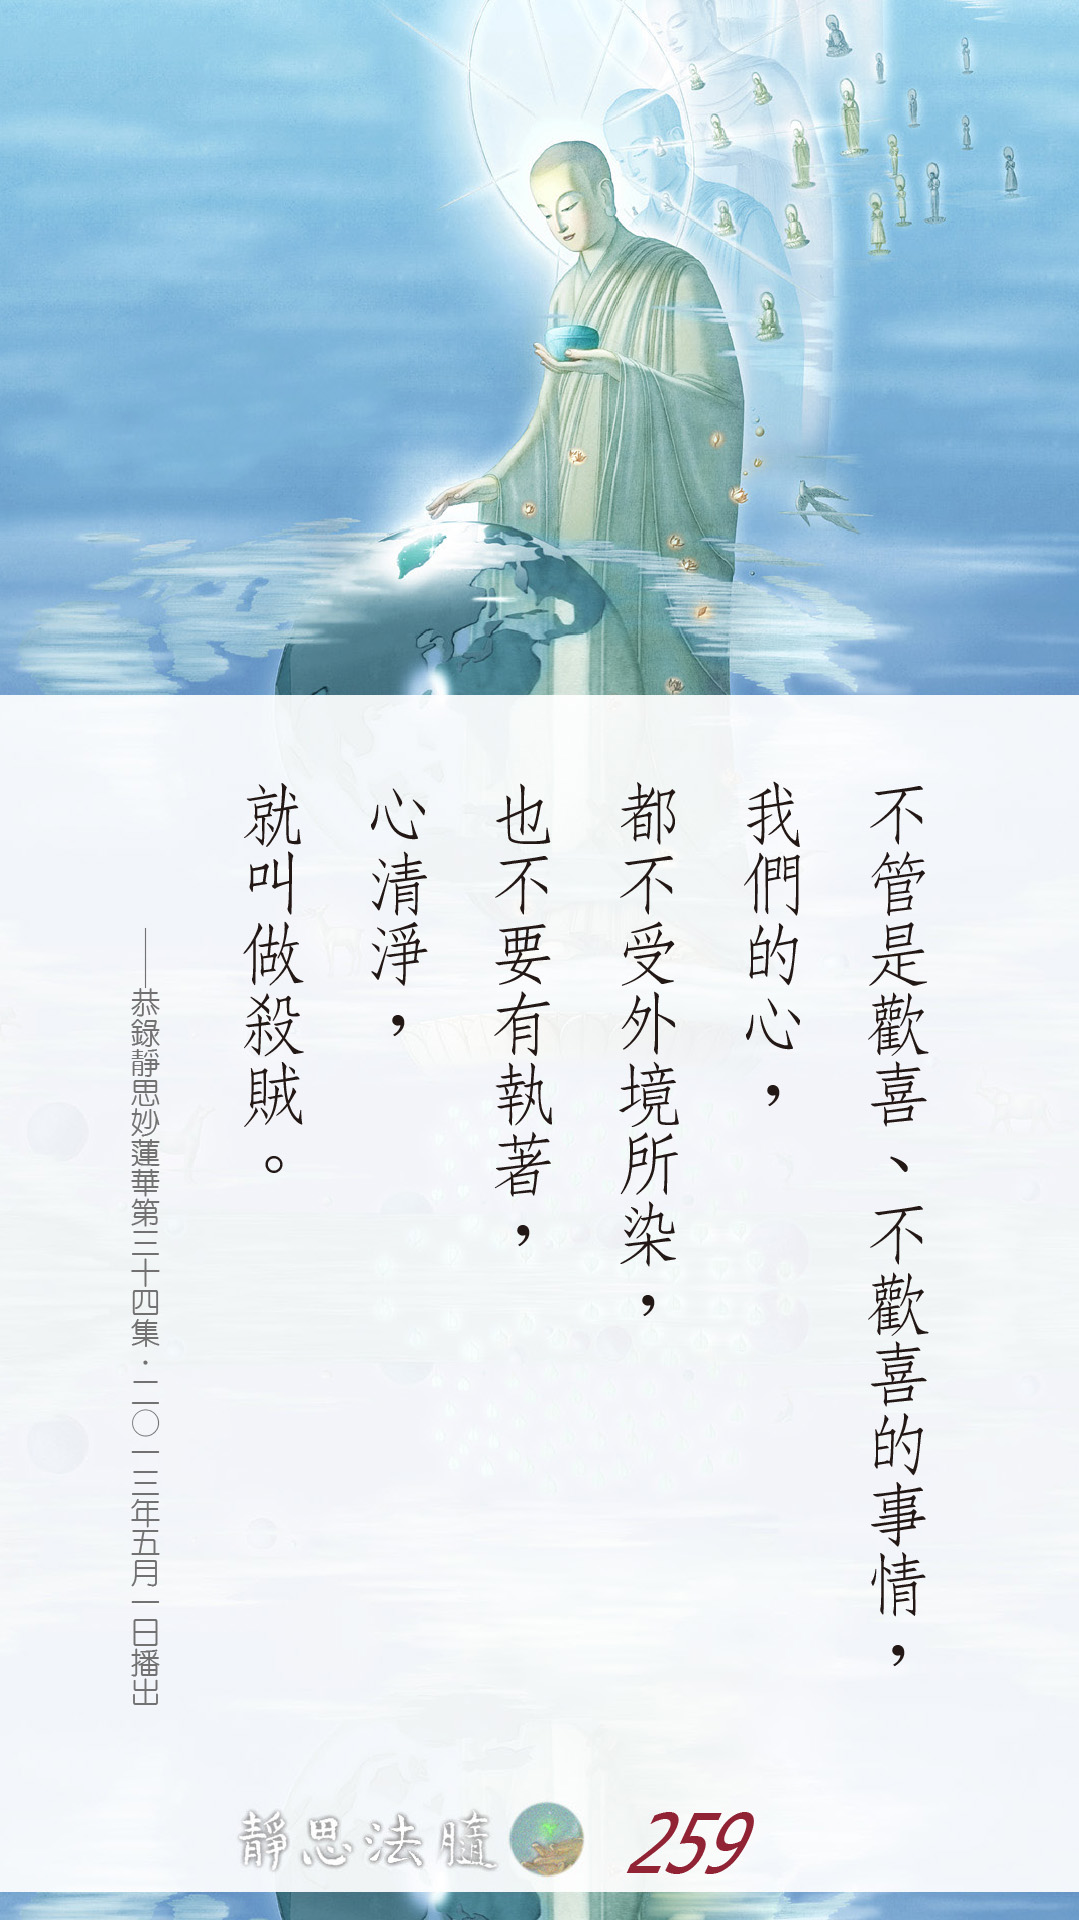 不管是歡喜、不歡喜的事情，
我們的心，
都不受外境所染，
也不要有執著，
心清淨，
就叫做殺賊。
——恭錄靜思妙蓮華第三十四集．二〇一三年五月一日播出
靜思法髓
259